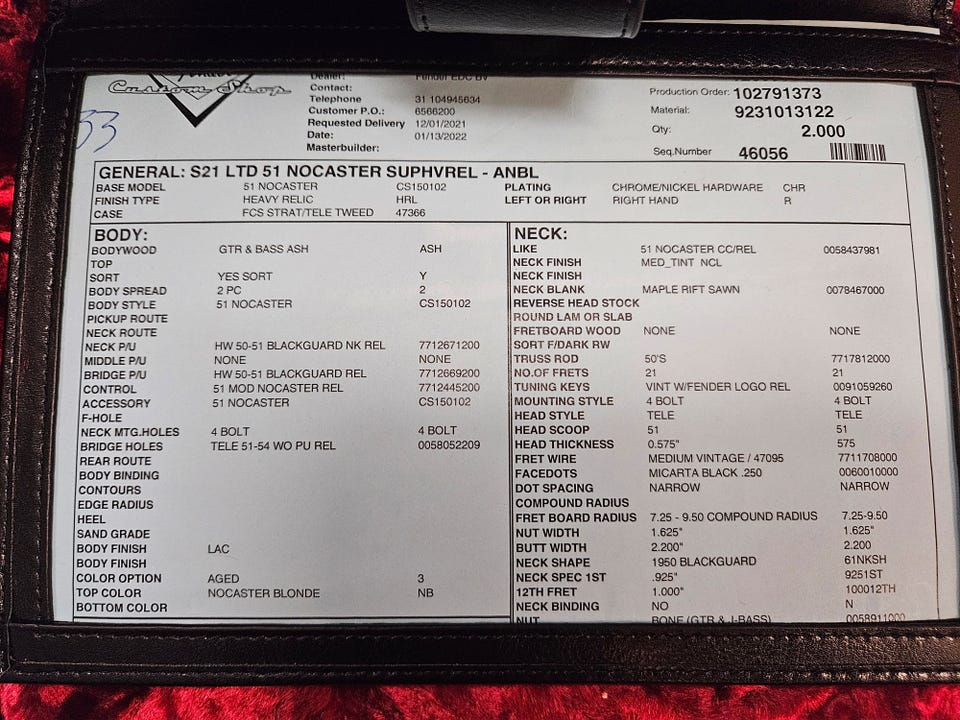 Fender
Custom Shop
33
Dealer: Fender EDC BV
Contact:
Telephone 31 104945634
Customer P.O.: 6566200
Requested Delivery 12/01/2021
Date: 01/13/2022
Masterbuilder:
Production Order: 102791373
Material: 9231013122
Qty: 2.000
Seq.Number 46056
GENERAL: S21 LTD 51 NOCASTER SUPHVREL - ANBL
BASE MODEL 51 NOCASTER CS150102 PLATING CHROME/NICKEL HARDWARE CHR
FINISH TYPE HEAVY RELIC HRL LEFT OR RIGHT RIGHT HAND R
CASE FCS STRAT/TELE TWEED 47366
BODY:
BODYWOOD GTR & BASS ASH ASH
TOP
SORT YES SORT Y
BODY SPREAD 2 PC 2
BODY STYLE 51 NOCASTER CS150102
PICKUP ROUTE
NECK ROUTE
NECK P/U HW 50-51 BLACKGUARD NK REL 7712671200
MIDDLE P/U NONE NONE
BRIDGE P/U HW 50-51 BLACKGUARD REL 7712669200
CONTROL 51 MOD NOCASTER REL 7712445200
ACCESSORY 51 NOCASTER CS150102
F-HOLE
NECK MTG.HOLES 4 BOLT 4 BOLT
BRIDGE HOLES TELE 51-54 WO PU REL 0058052209
REAR ROUTE
BODY BINDING
CONTOURS
EDGE RADIUS
HEEL
SAND GRADE
BODY FINISH LAC
BODY FINISH
COLOR OPTION AGED 3
TOP COLOR NOCASTER BLONDE NB
BOTTOM COLOR
NECK:
LIKE 51 NOCASTER CC/REL 0058437981
NECK FINISH MED_TINT NCL
NECK FINISH
NECK BLANK MAPLE RIFT SAWN 0078467000
REVERSE HEAD STOCK
ROUND LAM OR SLAB
FRETBOARD WOOD NONE NONE
SORT F/DARK RW
TRUSS ROD 50'S 7717812000
NO.OF FRETS 21 21
TUNING KEYS VINT W/FENDER LOGO REL 0091059260
MOUNTING STYLE 4 BOLT 4 BOLT
HEAD STYLE TELE TELE
HEAD SCOOP 51 51
HEAD THICKNESS 0.575" 575
FRET WIRE MEDIUM VINTAGE / 47095 7711708000
FACEDOTS MICARTA BLACK .250 0060010000
DOT SPACING NARROW NARROW
COMPOUND RADIUS
FRET BOARD RADIUS 7.25 - 9.50 COMPOUND RADIUS 7.25-9.50
NUT WIDTH 1.625" 1.625"
BUTT WIDTH 2.200" 2.200
NECK SHAPE 1950 BLACKGUARD 61NKSH
NECK SPEC 1ST .925" 9251ST
12TH FRET 1.000" 100012TH
NECK BINDING NO N
NUT BONE (GTR & J-BASS) 0058911000